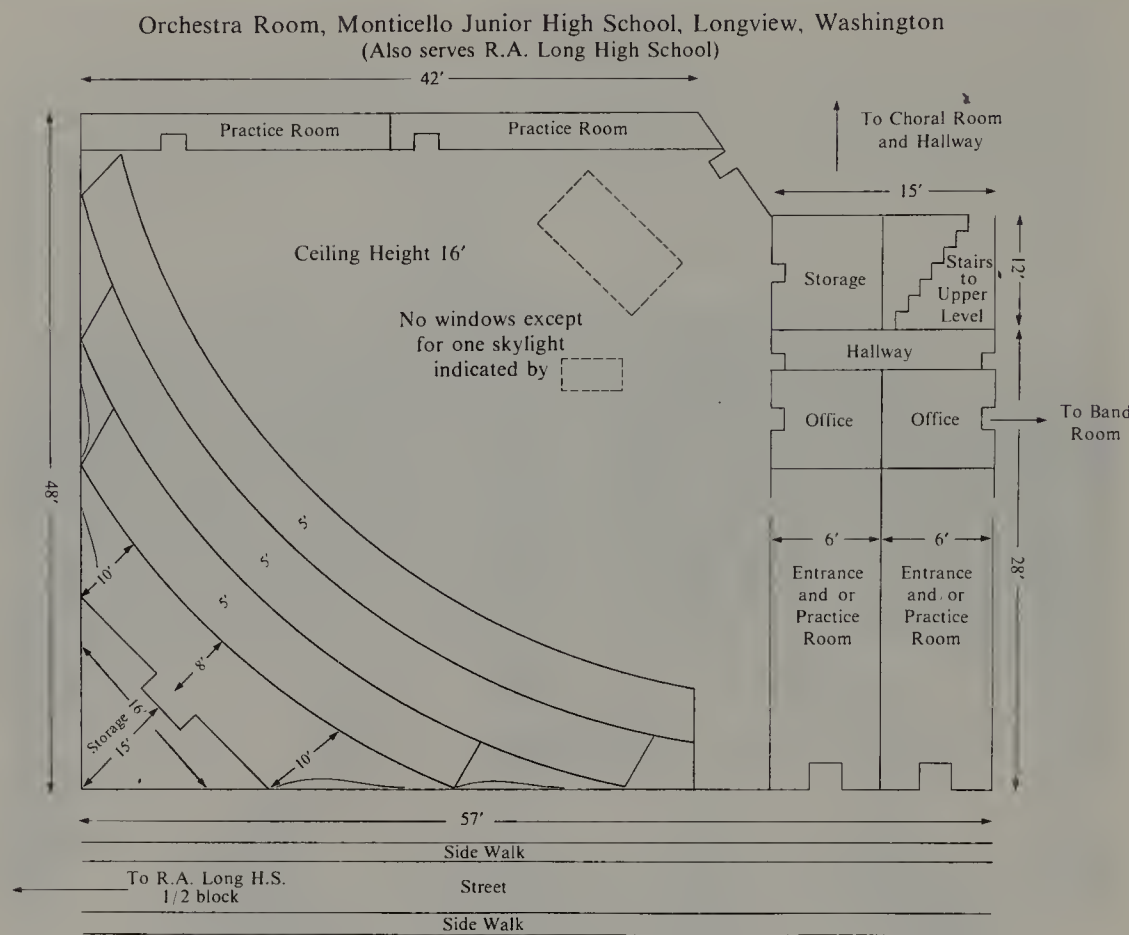 Orchestra Room, Monticello Junior High School, Longview, Washington
(Also serves R.A. Long High School)
42'
Practice Room
Practice Room
To Choral Room
and Hallway
15'
Ceiling Height 16'
Storage
Stairs
to
Upper
Level
12'
No windows except
for one skylight
indicated by
Hallway
Office
Office
To Band
Room
48'
5'
5'
5'
6'
6'
28'
Entrance
and or
Practice
Room
Entrance
and or
Practice
Room
10'
8'
16'
Storage
15'
10'
57'
Side Walk
To R.A. Long H.S.
1/2 block
Street
Side Walk